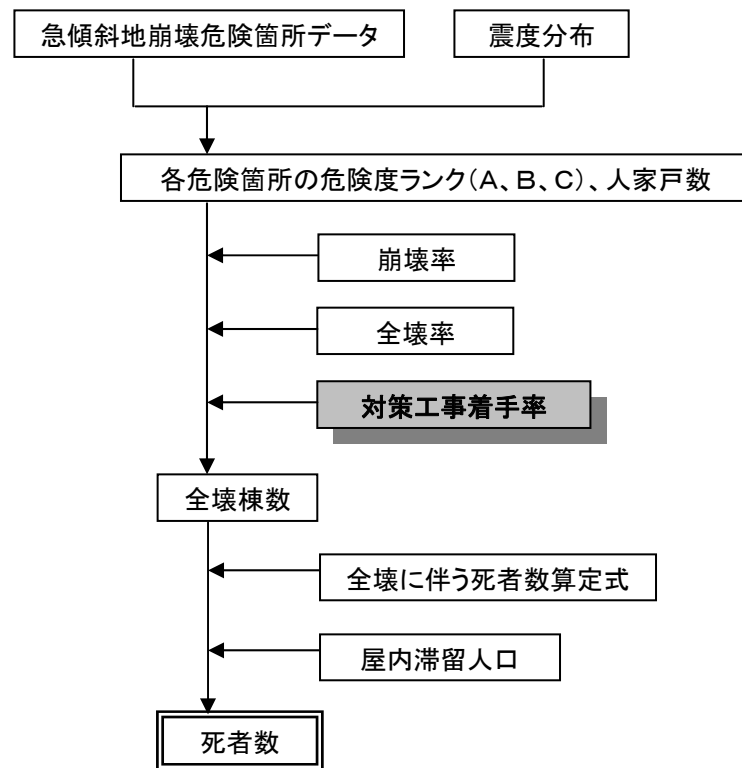 急傾斜地崩壊危険箇所データ
震度分布
各危険箇所の危険度ランク(A、B、C)、人家戸数
崩壊率
全壊率
対策工事着手率
全壊棟数
全壊に伴う死者数算定式
屋内滞留人口
死者数